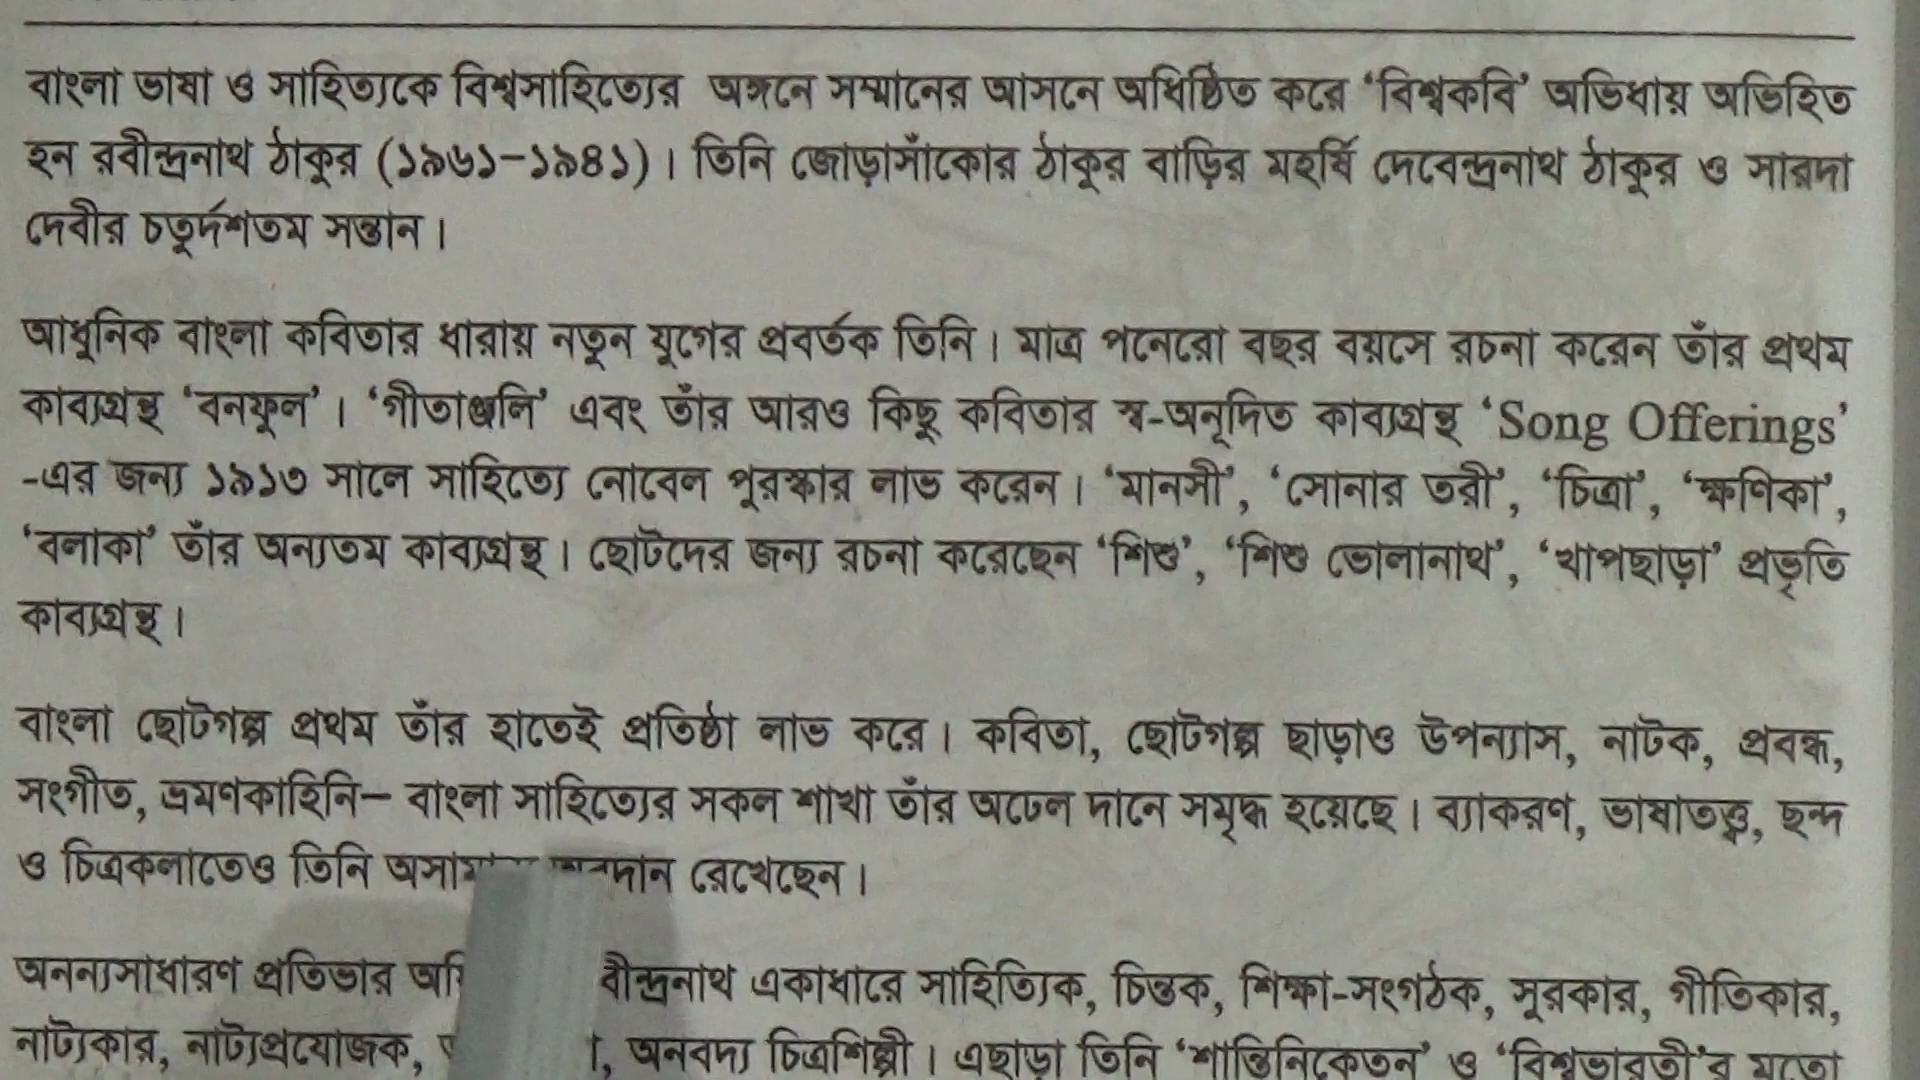 বাংলা ভাষা ও সাহিত্যকে বিশ্বসাহিত্যের অঙ্গনে সম্মানের আসনে অধিষ্ঠিত করে ‘বিশ্বকবি’ অভিধায় অভিহিত
হন রবীন্দ্রনাথ ঠাকুর (১৯৬১-১৯৪১)। তিনি জোড়াসাঁকোর ঠাকুর বাড়ির মহর্ষি দেবেন্দ্রনাথ ঠাকুর ও সারদা
দেবীর চতুর্দশতম সন্তান।
আধুনিক বাংলা কবিতার ধারায় নতুন যুগের প্রবর্তক তিনি। মাত্র পনেরো বছর বয়সে রচনা করেন তাঁর প্রথম
কাব্যগ্রন্থ ‘বনফুল’। ‘গীতাঞ্জলি’ এবং তাঁর আরও কিছু কবিতার স্ব-অনূদিত কাব্যগ্রন্থ ‘Song Offerings’
-এর জন্য ১৯১৩ সালে সাহিত্যে নোবেল পুরস্কার লাভ করেন। ‘মানসী’, ‘সোনার তরী’, ‘চিত্রা’, ‘ক্ষণিকা’,
‘বলাকা’ তাঁর অন্যতম কাব্যগ্রন্থ। ছোটদের জন্য রচনা করেছেন ‘শিশু’, ‘শিশু ভোলানাথ’, ‘খাপছাড়া’ প্রভৃতি
কাব্যগ্রন্থ।
বাংলা ছোটগল্প প্রথম তাঁর হাতেই প্রতিষ্ঠা লাভ করে। কবিতা, ছোটগল্প ছাড়াও উপন্যাস, নাটক, প্রবন্ধ,
সংগীত, ভ্রমণকাহিনি– বাংলা সাহিত্যের সকল শাখা তাঁর অঢেল দানে সমৃদ্ধ হয়েছে। ব্যাকরণ, ভাষাতত্ত্ব, ছন্দ
ও চিত্রকলাতেও তিনি রেখেছেন।
অনন্যসাধারণ প্রতিভার একাধারে সাহিত্যিক, চিন্তক, শিক্ষা-সংগঠক, সুরকার, গীতিকার,
নাট্যকার, নাট্যপ্রযোজক, অনবদ্য চিত্রশিল্পী। এছাড়া তিনি ‘শান্তিনিকেতন’ ও ‘বিশ্বভারতী’র মতো